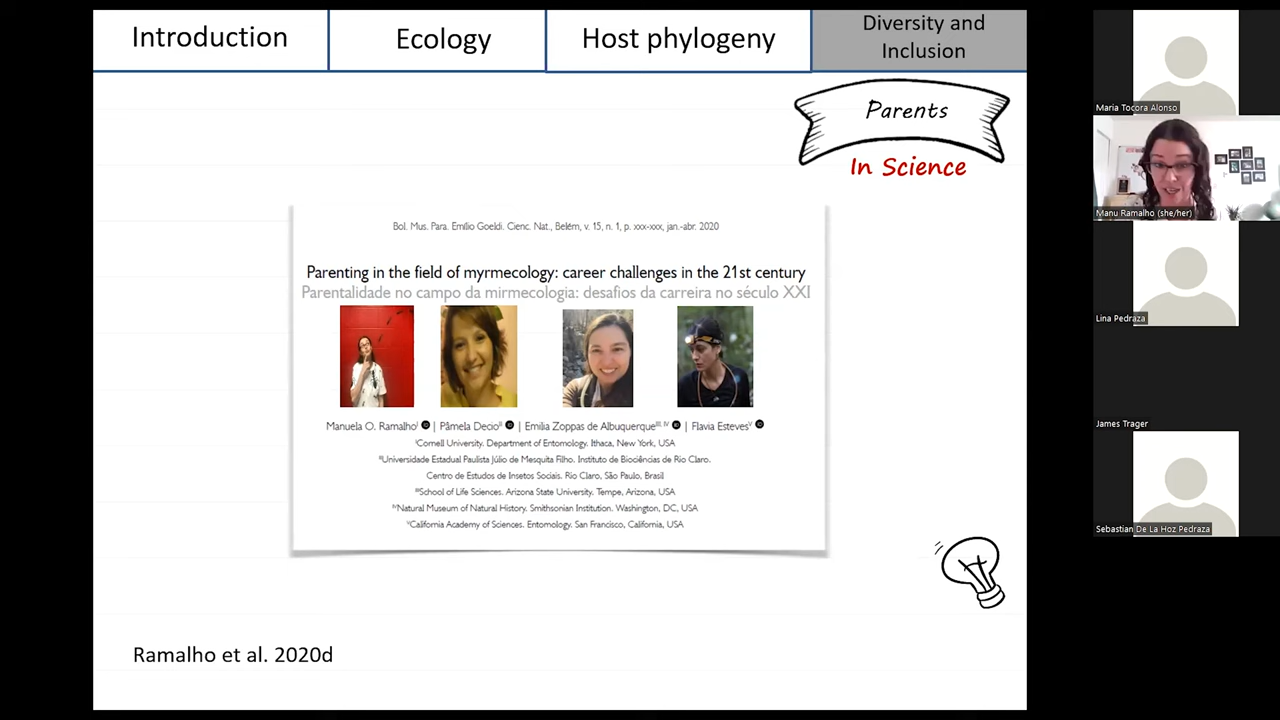 Introduction
Ecology
Host phylogeny
Diversity and
Inclusion
Parents
In Science
Bol. Mus. Para. Emílio Goeldi. Cienc. Nat., Belém, v. 15, n. 1, p. xxx-xxx, jan.-abr. 2020
Parenting in the field of myrmecology: career challenges in the 21st century
Parentalidade no campo da mirmecologia: desafios da carreira no século XXI
Manuela O. Ramalho I | Pâmela Decio II | Emilia Zoppas de Albuquerque III, IV | Flavia Esteves V
I Cornell University. Department of Entomology. Ithaca, New York, USA
II Universidade Estadual Paulista Júlio de Mesquita Filho. Instituto de Biociências de Rio Claro.
Centro de Estudos de Insetos Sociais. Rio Claro, São Paulo, Brasil
III School of Life Sciences. Arizona State University. Tempe, Arizona, USA
IV Natural Museum of Natural History. Smithsonian Institution. Washington, DC, USA
V California Academy of Sciences. Entomology. San Francisco, California, USA
Ramalho et al. 2020d
Maria Tocora Alonso
Manu Ramalho (she/her)
Lina Pedraza
James Trager
Sebastian De La Hoz Pedraza